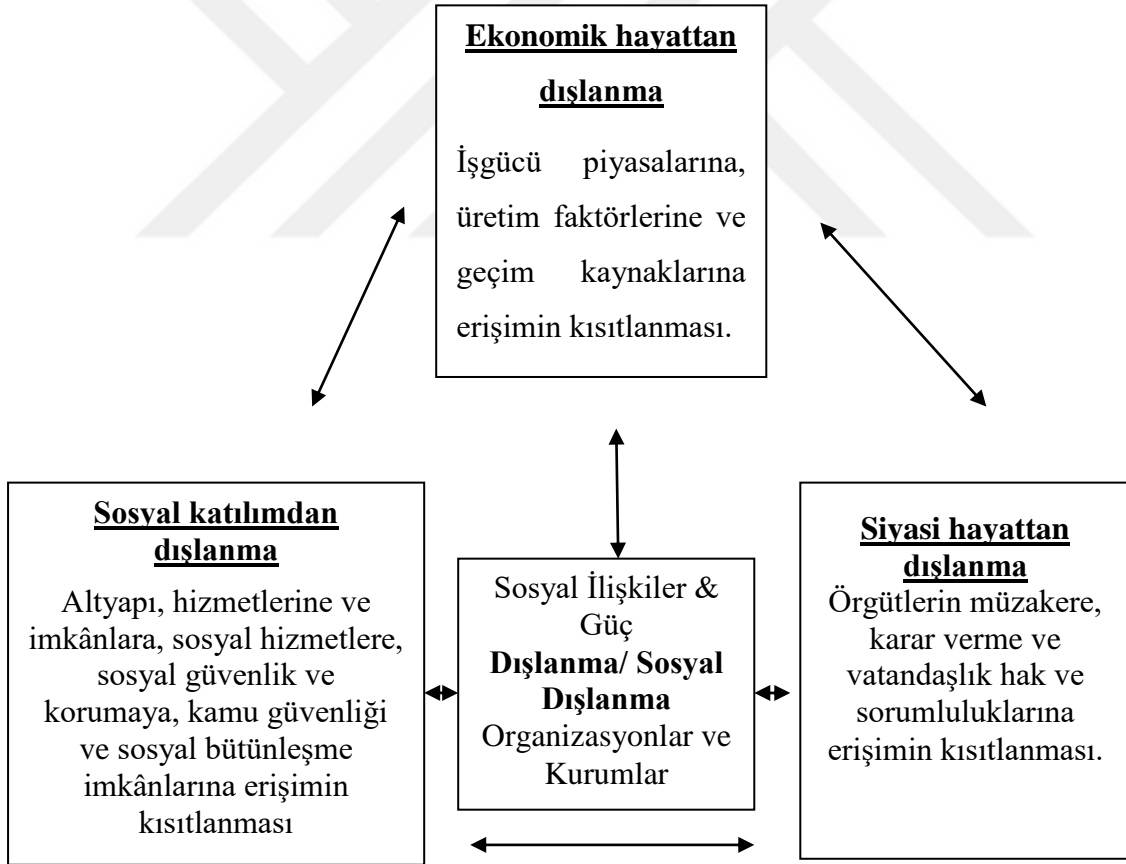 Ekonomik hayattan
dışlanma
İşgücü piyasalarına,
üretim faktörlerine ve
geçim kaynaklarına
erişimin kısıtlanması.
Sosyal katılımdan
dışlanma
Altyapı, hizmetlerine ve
imkânlara, sosyal hizmetlere,
sosyal güvenlik ve
korumaya, kamu güvenliği
ve sosyal bütünleşme
imkânlarına erişimin
kısıtlanması
Sosyal İlişkiler &
Güç
Dışlanma/ Sosyal
Dışlanma
Organizasyonlar ve
Kurumlar
Siyasi hayattan
dışlanma
Örgütlerin müzakere,
karar verme ve
vatandaşlık hak ve
sorumluluklarına
erişimin kısıtlanması.